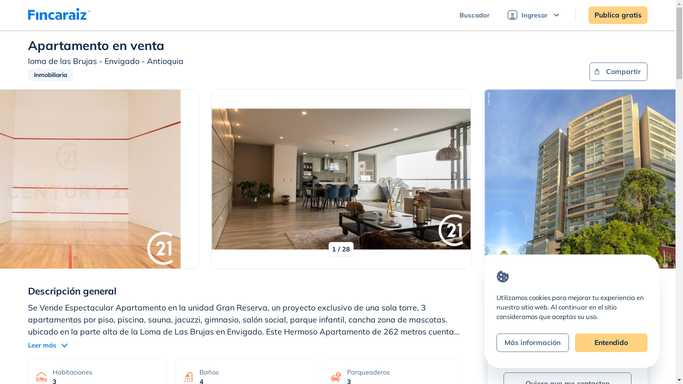 Fincaraiz
Buscador
Ingresar
Publica gratis
Apartamento en venta
loma de las Brujas - Envigado - Antioquia
Inmobiliaria
Compartir
21
CENTURY 21
21
1 / 28
21
Descripción general
Se Vende Espectacular Apartamento en la unidad Gran Reserva, un proyecto exclusivo de una sola torre, 3
apartamentos por piso, piscina, sauna, jacuzzi, gimnasio, salón social, parque infantil, concha zona de mascotas.
ubicado en la parte alta de la Loma de Las Brujas en Envigado. Este Hermoso Apartamento de 262 metros cuenta...
Leer más
Habitaciones
3
Baños
4
Parqueaderos
3
Utilizamos cookies para mejorar tu experiencia en
nuestro sitio web. Al continuar en el sitio
consideramos que aceptas su uso.
Más información
Entendido
Quiero que me contacten